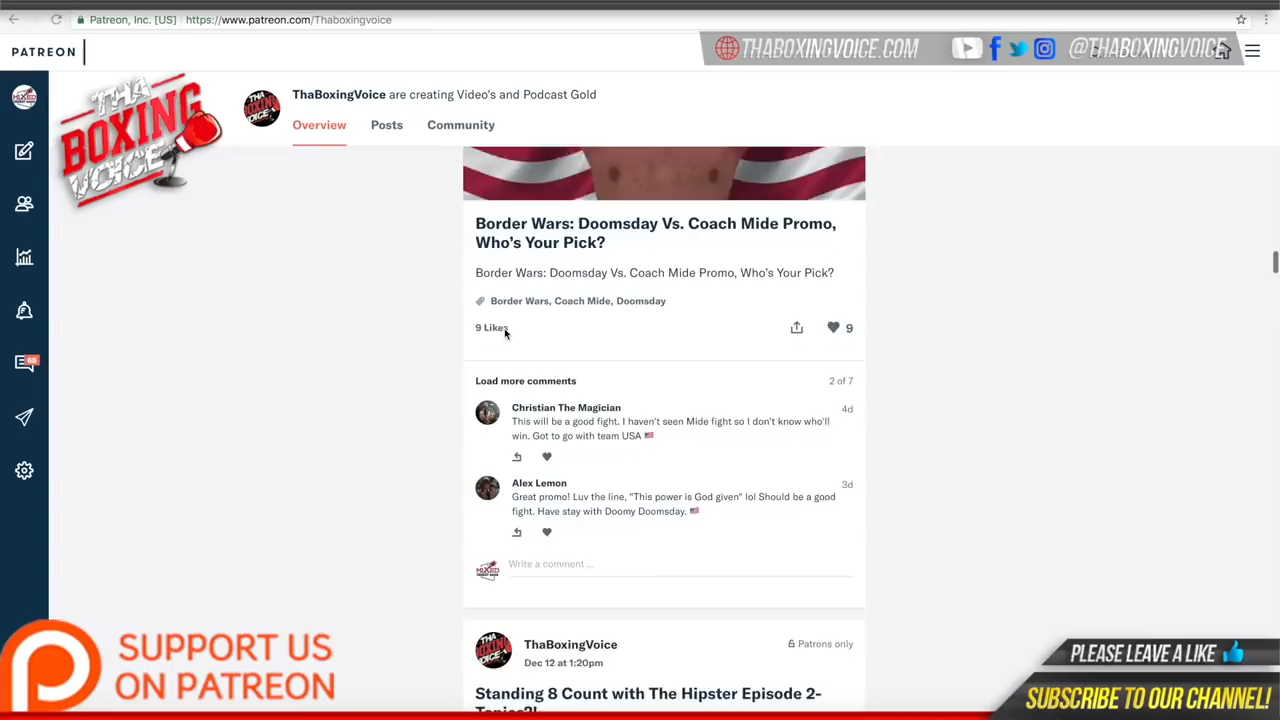 Patreon, Inc. [US] https://www.patreon.com/Thaboxingvoice
PATREON
THABOXINGVOICE.COM
@THABOXINGVOICE
THA BOXING VOICE
ThaBoxingVoice are creating Video's and Podcast Gold
Overview Posts Community
Border Wars: Doomsday Vs. Coach Mide Promo,
Who's Your Pick?
Border Wars: Doomsday Vs. Coach Mide Promo, Who's Your Pick?
Border Wars, Coach Mide, Doomsday
9 Likes
9
Load more comments
2 of 7
Christian The Magician
4d
This will be a good fight. I haven't seen Mide fight so I don't know who'll
win. Got to go with team USA 🇺🇸
Alex Lemon
3d
Great promo! Luv the line, "This power is God given" lol Should be a good
fight. Have stay with Doomy Doomsday. 🇺🇸
68
Write a comment ...
ThaBoxingVoice
Patrons only
Dec 12 at 1:20pm
Standing 8 Count with The Hipster Episode 2-
SUPPORT US
ON PATREON
PLEASE LEAVE A LIKE
SUBSCRIBE TO OUR CHANNEL!